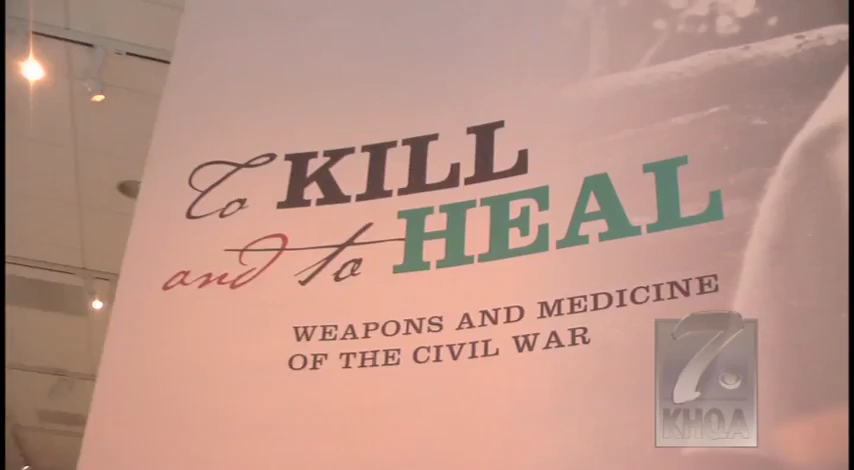 To KILL
and to HEAL
WEAPONS AND MEDICINE
OF THE CIVIL WAR
7
KHQA